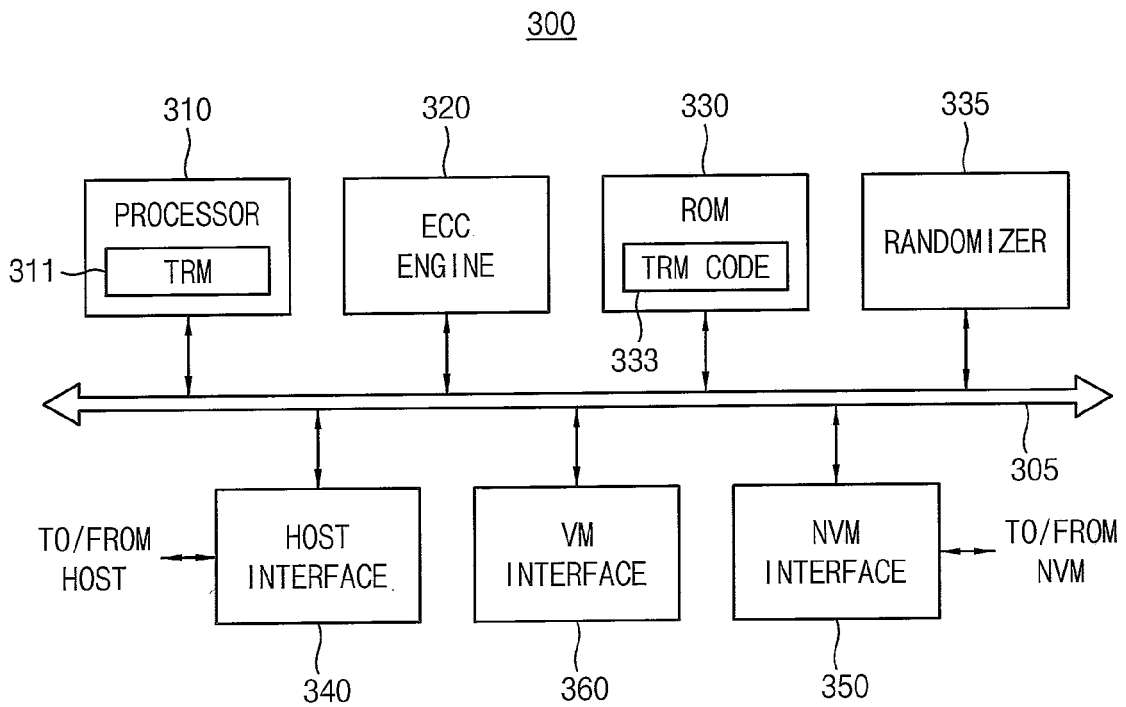 300
310
320
330
335
PROCESSOR
TRM
311
ECC
ENGINE
ROM
TRM CODE
333
RANDOMIZER
305
TO/FROM
HOST
HOST
INTERFACE
VM
INTERFACE
NVM
INTERFACE
TO/FROM
NVM
340
360
350